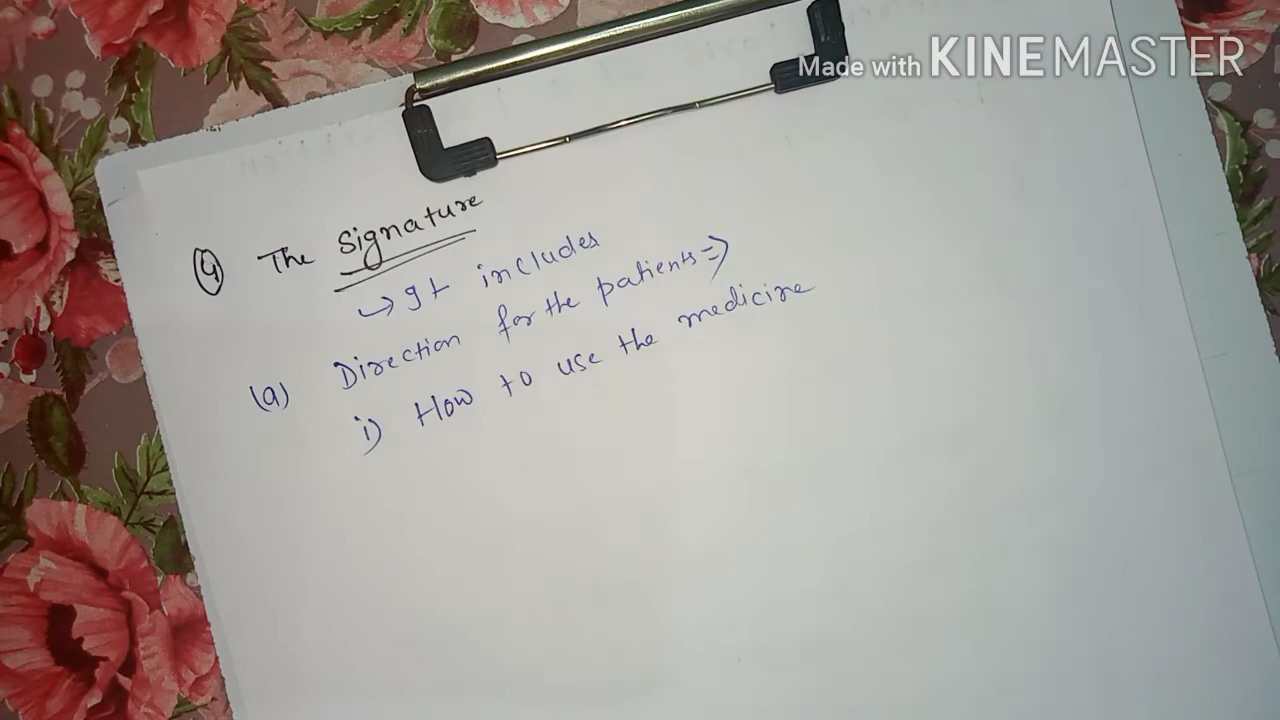 Made with KINEMASTER
④ The Signature
↳ It includes
(a) Direction for the patients ⇒
i) How to use the medicine